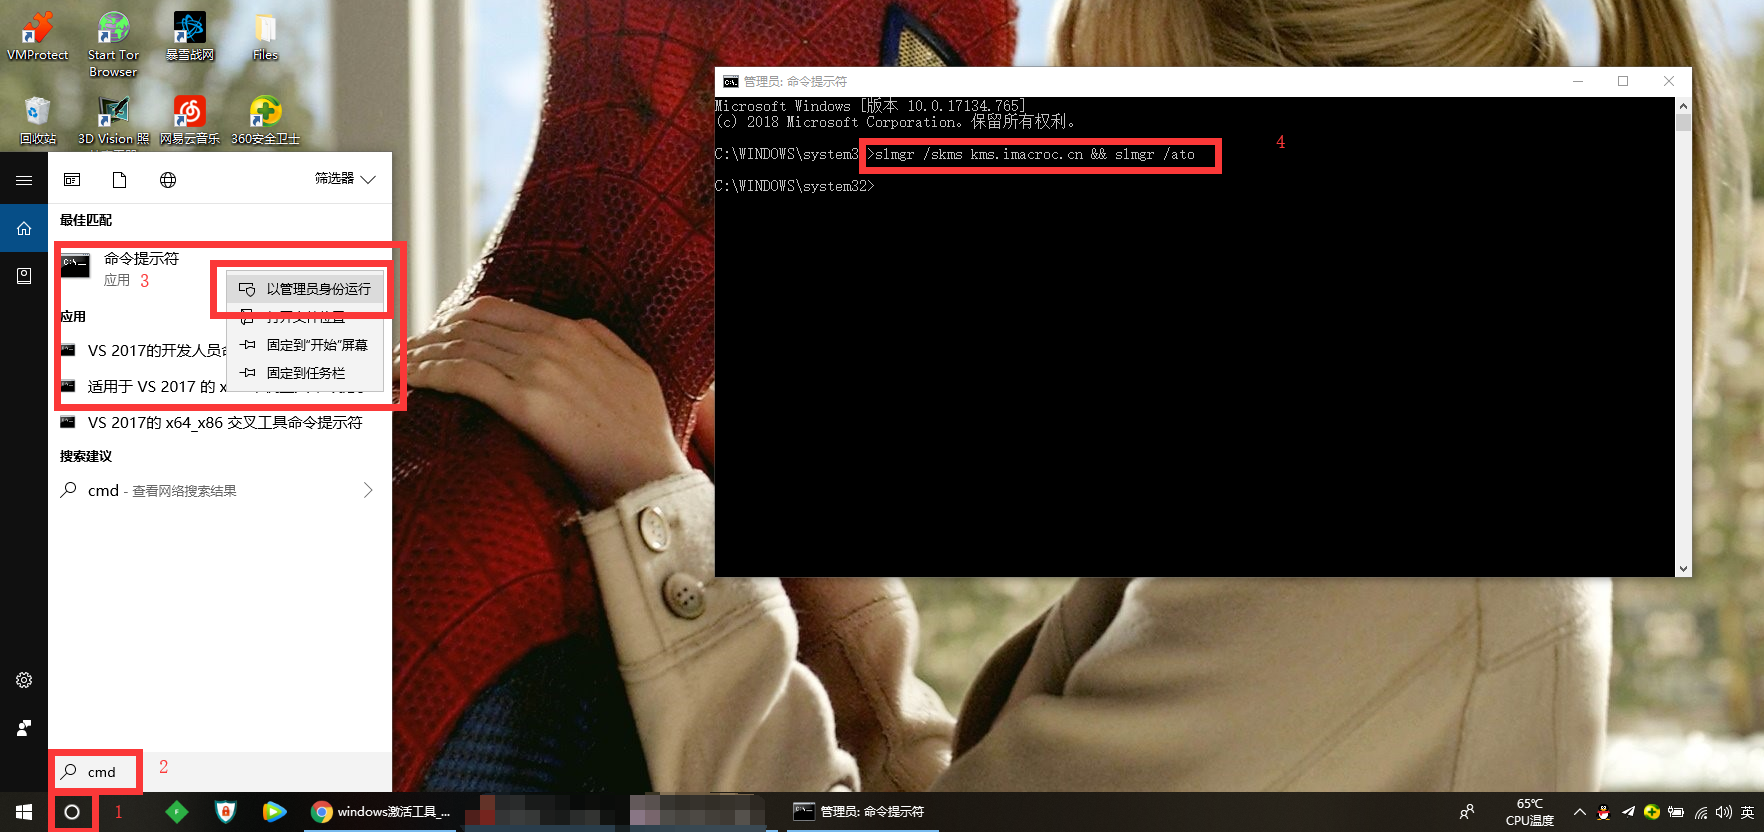 VMProtect
Start Tor
Browser
暴雪战网
Files
回收站
3D Vision 照
网易云音乐
360安全卫士
筛选器
最佳匹配
命令提示符
应用
3
以管理员身份运行
打开文件位置
固定到"开始"屏幕
固定到任务栏
应用
VS 2017的开发人员命
适用于 VS 2017 的 x
VS 2017的 x64_x86 交叉工具命令提示符
搜索建议
cmd - 查看网络搜索结果
cmd
2
1
管理员: 命令提示符
Microsoft Windows [版本 10.0.17134.765]
(c) 2018 Microsoft Corporation。保留所有权利。
C:\WINDOWS\system3>slmgr /skms kms.imacroc.cn && slmgr /ato
4
C:\WINDOWS\system32>
windows激活工具_...
管理员: 命令提示符
65℃
CPU温度
英